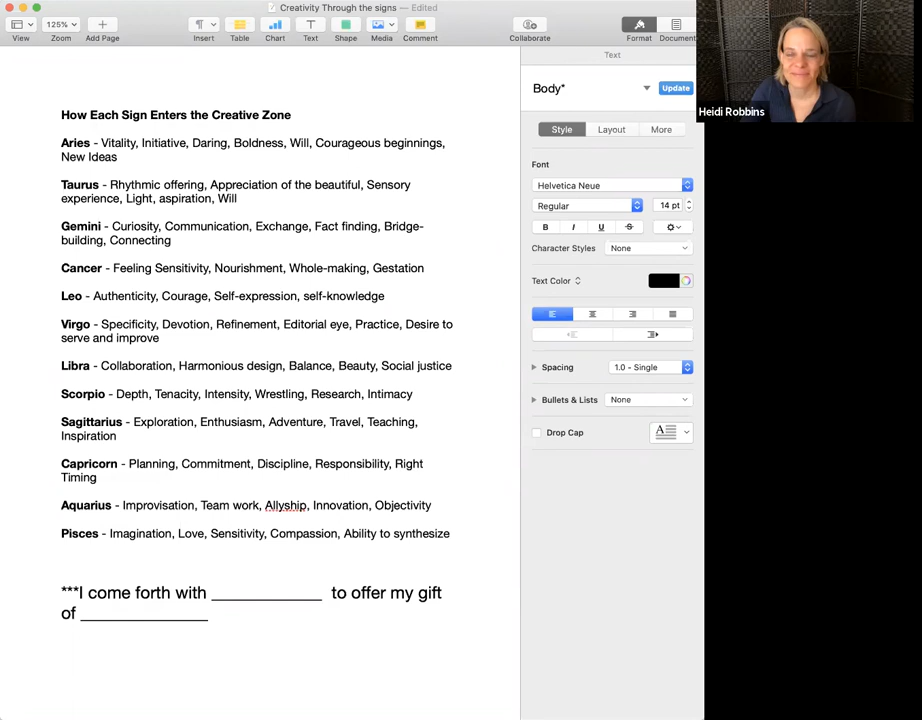 Creativity Through the signs — Edited
125%
View Zoom Add Page Insert Table Chart Text Shape Media Comment Collaborate Format Document
Text
Heidi Robbins
Body* Update
Style Layout More
Font
Helvetica Neue
Regular 14 pt
B I U S
Character Styles None
Text Color
Spacing 1.0 - Single
Bullets & Lists None
Drop Cap A
How Each Sign Enters the Creative Zone
Aries - Vitality, Initiative, Daring, Boldness, Will, Courageous beginnings,
New Ideas
Taurus - Rhythmic offering, Appreciation of the beautiful, Sensory
experience, Light, aspiration, Will
Gemini - Curiosity, Communication, Exchange, Fact finding, Bridge-
building, Connecting
Cancer - Feeling Sensitivity, Nourishment, Whole-making, Gestation
Leo - Authenticity, Courage, Self-expression, self-knowledge
Virgo - Specificity, Devotion, Refinement, Editorial eye, Practice, Desire to
serve and improve
Libra - Collaboration, Harmonious design, Balance, Beauty, Social justice
Scorpio - Depth, Tenacity, Intensity, Wrestling, Research, Intimacy
Sagittarius - Exploration, Enthusiasm, Adventure, Travel, Teaching,
Inspiration
Capricorn - Planning, Commitment, Discipline, Responsibility, Right
Timing
Aquarius - Improvisation, Team work, Allyship, Innovation, Objectivity
Pisces - Imagination, Love, Sensitivity, Compassion, Ability to synthesize
***I come forth with _____________ to offer my gift
of _______________